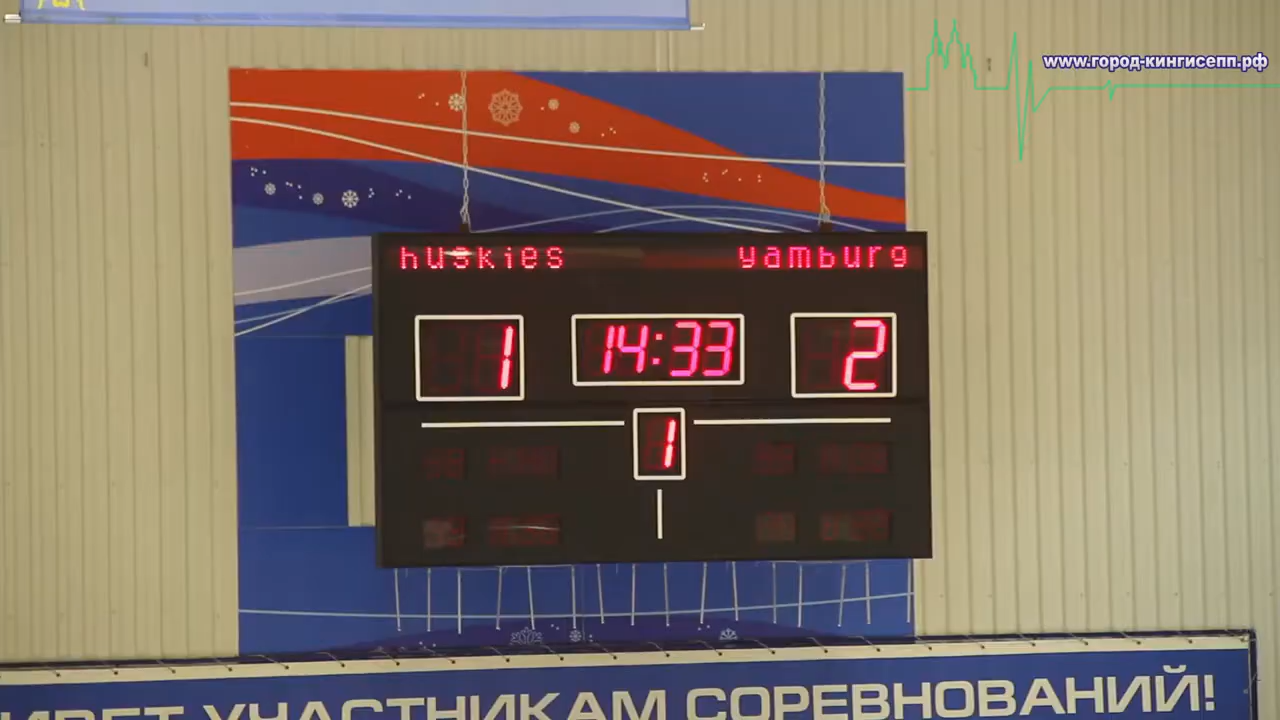 www.город-кингисепп.рф
huskies yamburg
1 14:33 2
1
УЧАСТНИКАМ СОРЕВНОВАНИЙ!